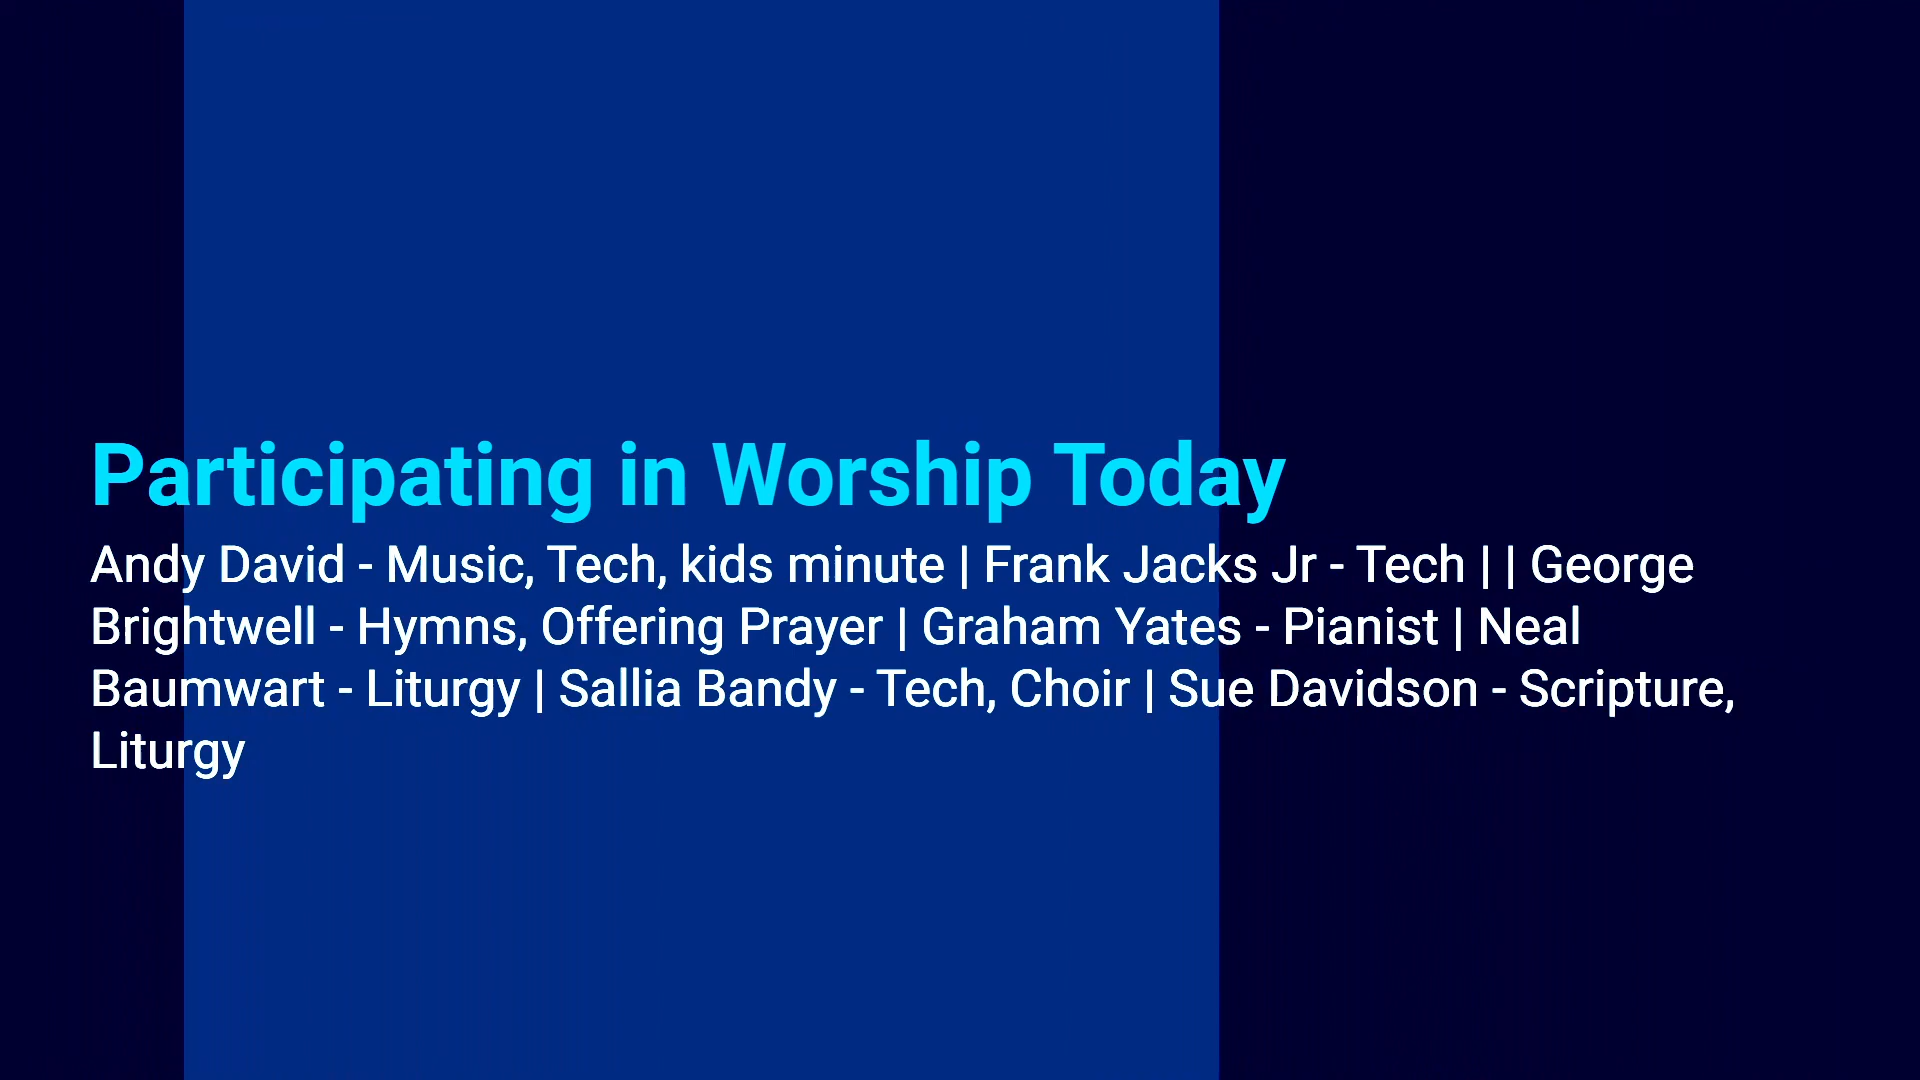 Participating in Worship Today
Andy David - Music, Tech, kids minute | Frank Jacks Jr - Tech | | George
Brightwell - Hymns, Offering Prayer | Graham Yates - Pianist | Neal
Baumwart - Liturgy | Sallia Bandy - Tech, Choir | Sue Davidson - Scripture,
Liturgy